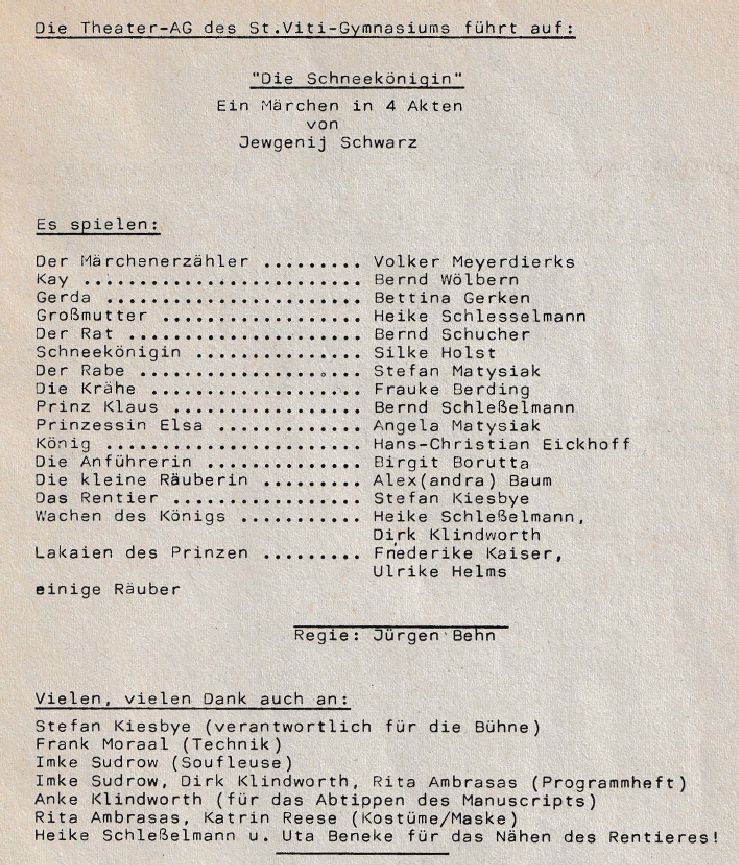 Die Theater-AG des St.Viti-Gymnasiums führt auf:
"Die Schneekönigin"
Ein Märchen in 4 Akten
von
Jewgenij Schwarz
Es spielen:
Der Märchenerzähler ......... Volker Meyerdierks
Kay ......................... Bernd Wölbern
Gerda ....................... Bettina Gerken
Großmutter .................. Heike Schlesselmann
Der Rat ..................... Bernd Schucher
Schneekönigin ............... Silke Holst
Der Rabe .................... Stefan Matysiak
Die Krähe ................... Frauke Berding
Prinz Klaus ................. Bernd Schleßelmann
Prinzessin Elsa ............. Angela Matysiak
König ....................... Hans-Christian Eickhoff
Die Anführerin .............. Birgit Borutta
Die kleine Räuberin ......... Alex(andra) Baum
Das Rentier ................. Stefan Kiesbye
Wachen des Königs ........... Heike Schleßelmann,
Dirk Klindworth
Lakaien des Prinzen ......... Friederike Kaiser,
Ulrike Helms
einige Räuber
Regie: Jürgen Behn
Vielen, vielen Dank auch an:
Stefan Kiesbye (verantwortlich für die Bühne)
Frank Moraal (Technik)
Imke Sudrow (Soufleuse)
Imke Sudrow, Dirk Klindworth, Rita Ambrasas (Programmheft)
Anke Klindworth (für das Abtippen des Manuscripts)
Rita Ambrasas, Katrin Reese (Kostüme/Maske)
Heike Schleßelmann u. Uta Beneke für das Nähen des Rentieres!